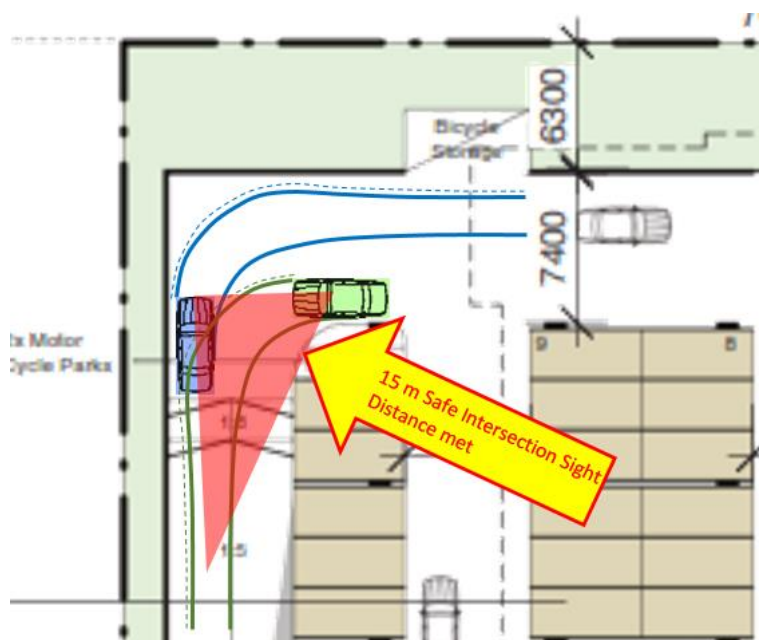 6300
Bicycle
Storage
7400
Motor
Cycle Parks
9
8
15 m Safe Intersection Sight
Distance met
1:5
1:5